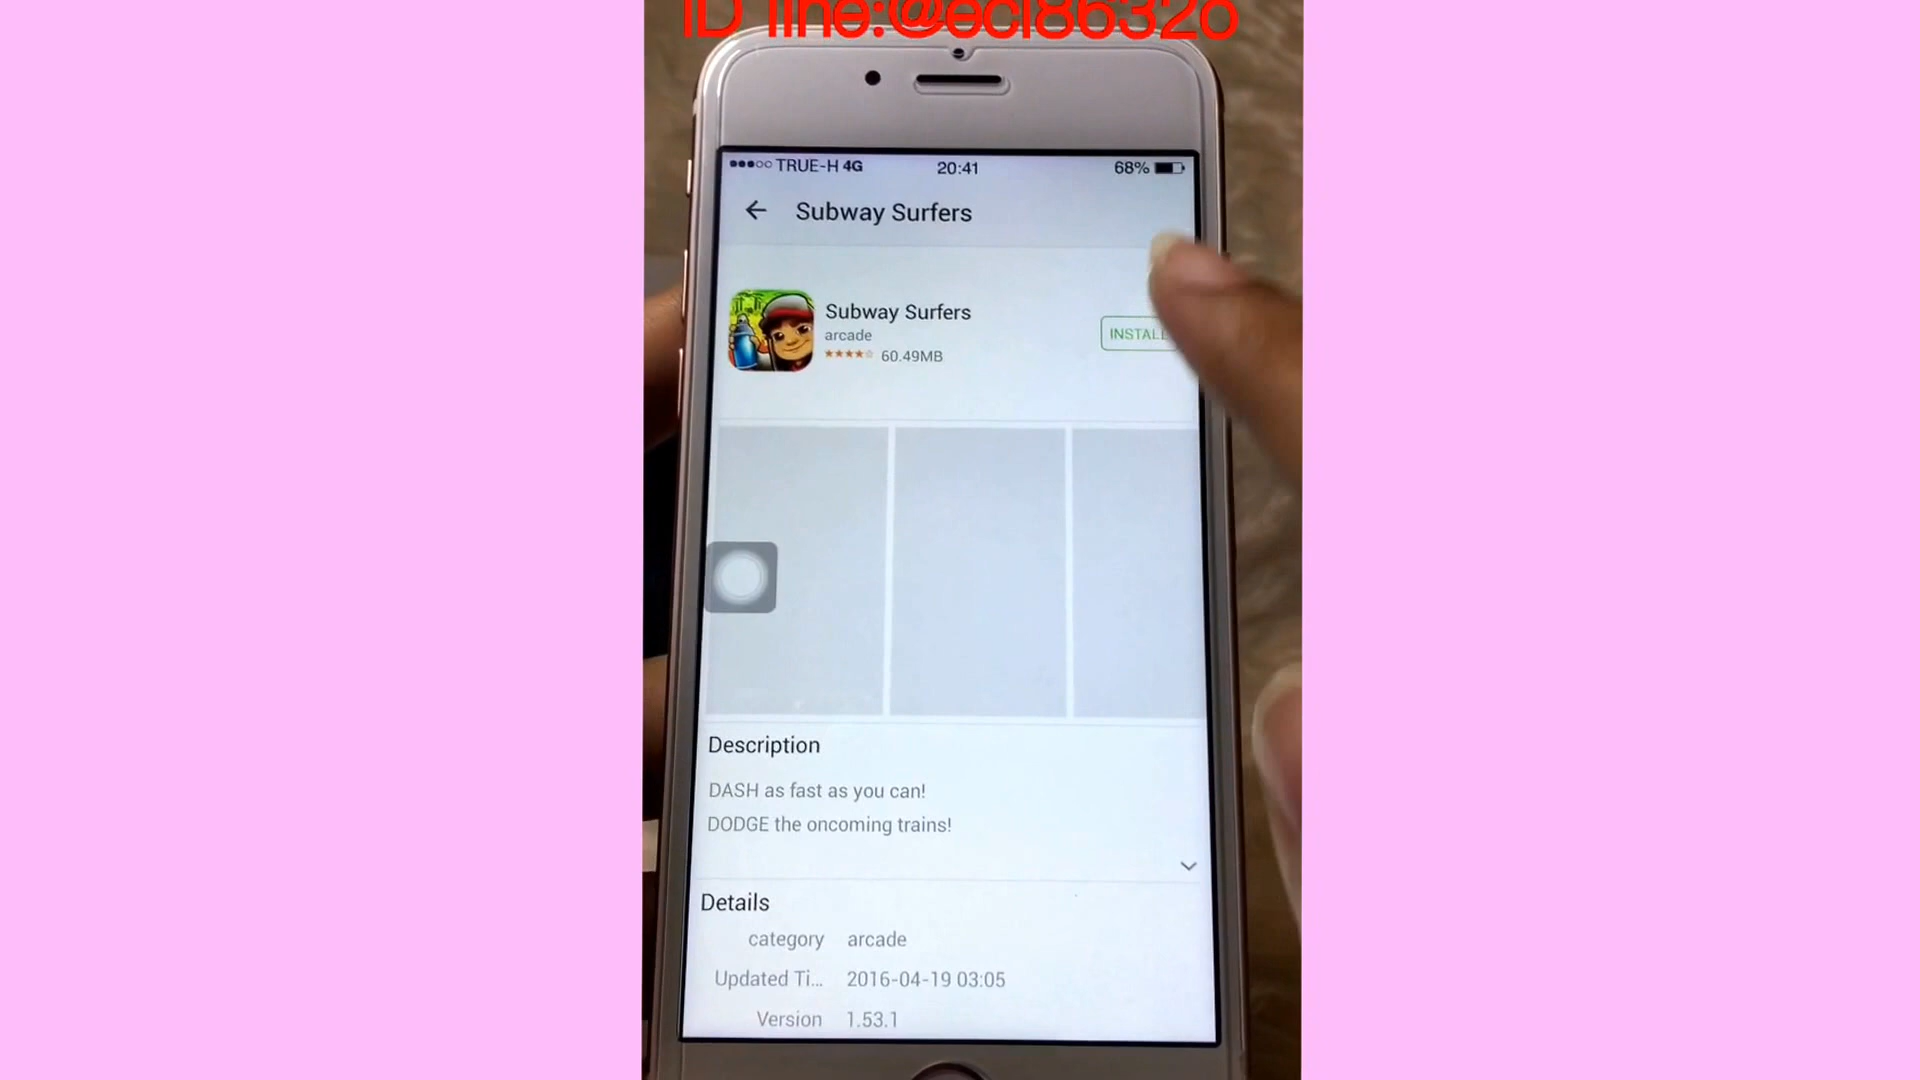 TRUE-H 4G 20:41 68%
Subway Surfers
Subway Surfers
arcade
60.49MB
INSTALL
Description
DASH as fast as you can!
DODGE the oncoming trains!
Details
category arcade
Updated Ti... 2016-04-19 03:05
Version 1.53.1